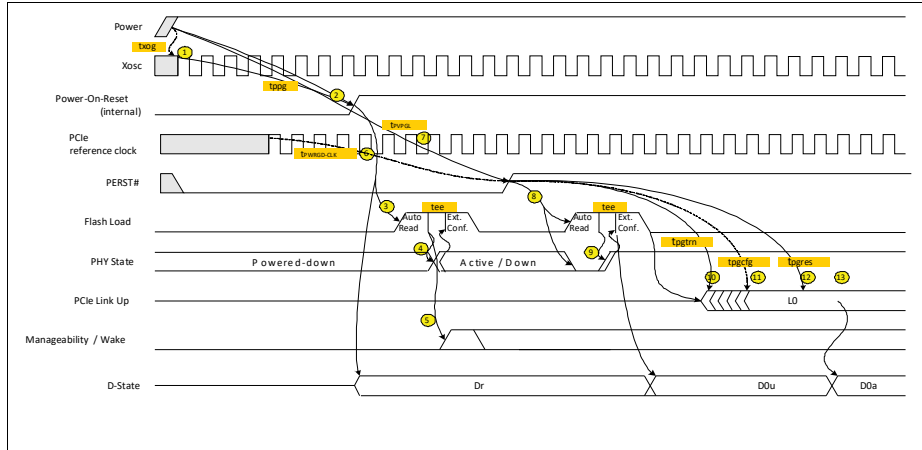 Power
txog
1
Xosc
tppg
2
Power-On-Reset
(internal)
tPVPGL
7
PCIe
reference clock
tPWRGD-CLK
6
PERST#
3
8
tee
tee
Flash Load
Auto
Read
Ext.
Conf.
Auto
Read
Ext.
Conf.
4
9
tpgtrn
PHY State
Powered-down
Active / Down
tpgcfg
tpgres
10
11
12
13
PCIe Link Up
L0
5
Manageability / Wake
D-State
Dr
D0u
D0a